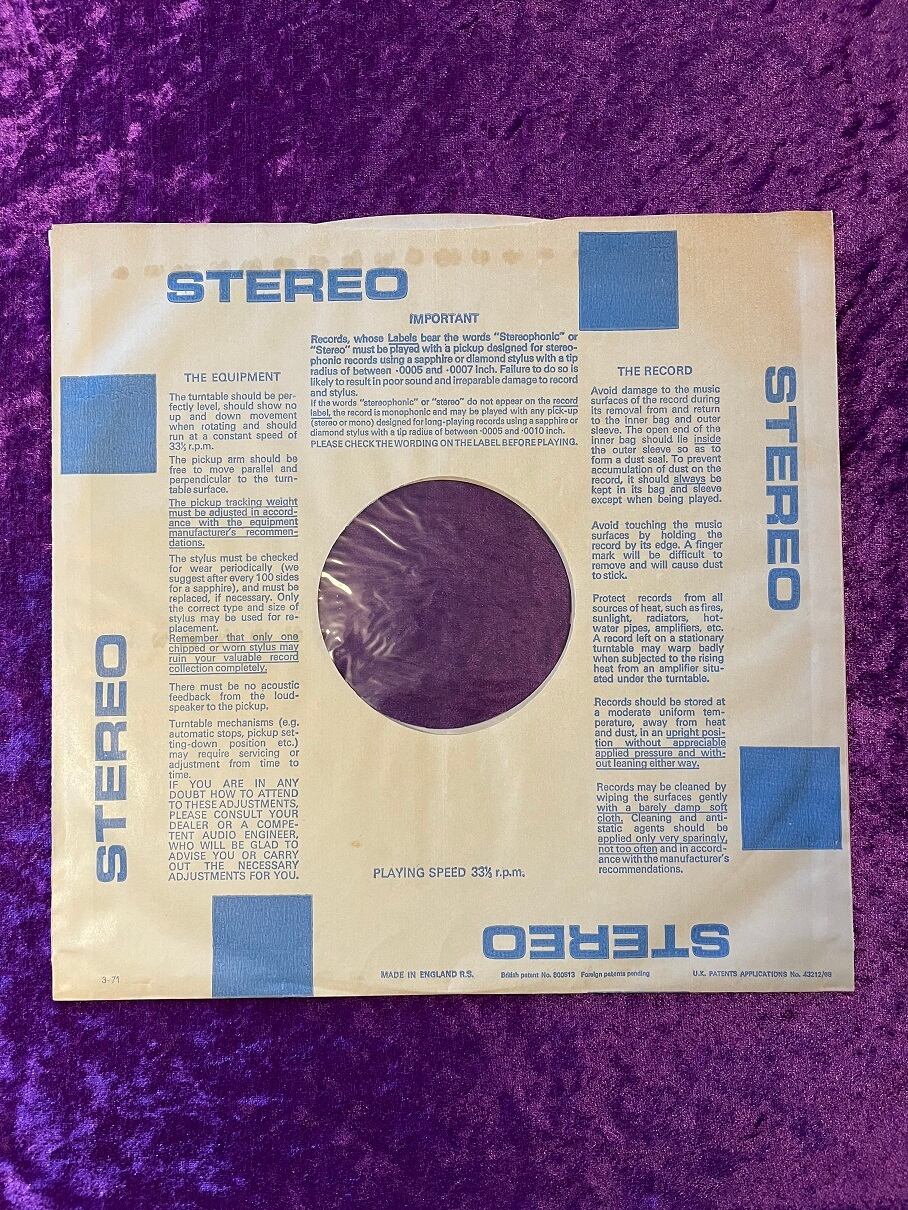 STEREO
IMPORTANT
Records, whose Labels bear the words "Stereophonic" or
"Stereo" must be played with a pickup designed for stereo-
phonic records using a sapphire or diamond stylus with a tip
radius of between ·0005 and ·0007 inch. Failure to do so is
likely to result in poor sound and irreparable damage to record
and stylus.
If the words "stereophonic" or "stereo" do not appear on the record
label, the record is monophonic and may be played with any pick-up
(stereo or mono) designed for long-playing records using a sapphire or
diamond stylus with a tip radius of between ·0005 and ·0010 inch.
PLEASE CHECK THE WORDING ON THE LABEL BEFORE PLAYING.
THE EQUIPMENT
The turntable should be per-
fectly level, should show no
up and down movement
when rotating and should
run at a constant speed of
33⅓ r.p.m.
The pickup arm should be
free to move parallel and
perpendicular to the turn-
table surface.
The pickup tracking weight
must be adjusted in accord-
ance with the equipment
manufacturer's recommen-
dations.
The stylus must be checked
for wear periodically (we
suggest after every 100 sides
for a sapphire), and must be
replaced, if necessary. Only
the correct type and size of
stylus may be used for re-
placement.
Remember that only one
chipped or worn stylus may
ruin your valuable record
collection completely.
There must be no acoustic
feedback from the loud-
speaker to the pickup.
Turntable mechanisms (e.g.
automatic stops, pickup set-
ting-down position etc.)
may require servicing or
adjustment from time to
time.
IF YOU ARE IN ANY
DOUBT HOW TO ATTEND
TO THESE ADJUSTMENTS,
PLEASE CONSULT YOUR
DEALER OR A COMPE-
TENT AUDIO ENGINEER,
WHO WILL BE GLAD TO
ADVISE YOU OR CARRY
OUT THE NECESSARY
ADJUSTMENTS FOR YOU.
THE RECORD
Avoid damage to the music
surfaces of the record during
its removal from and return
to the inner bag and outer
sleeve. The open end of the
inner bag should lie inside
the outer sleeve so as to
form a dust seal. To prevent
accumulation of dust on the
record, it should always be
kept in its bag and sleeve
except when being played.
Avoid touching the music
surfaces by holding the
record by its edge. A finger
mark will be difficult to
remove and will cause dust
to stick.
Protect records from all
sources of heat, such as fires,
sunlight, radiators, hot-
water pipes, amplifiers, etc.
A record left on a stationary
turntable may warp badly
when subjected to the rising
heat from an amplifier situ-
ated under the turntable.
Records should be stored at
a moderate uniform tem-
perature, away from heat
and dust, in an upright posi-
tion without appreciable
applied pressure and with-
out leaning either way.
Records may be cleaned by
wiping the surfaces gently
with a barely damp soft
cloth. Cleaning and anti-
static agents should be
applied only very sparingly,
not too often and in accord-
ance with the manufacturer's
recommendations.
STEREO
STEREO
PLAYING SPEED 33⅓ r.p.m.
STEREO
3-71
MADE IN ENGLAND R.S.
British patent No. 800513 Foreign patents pending
U.K. PATENTS APPLICATIONS No. 43212/68